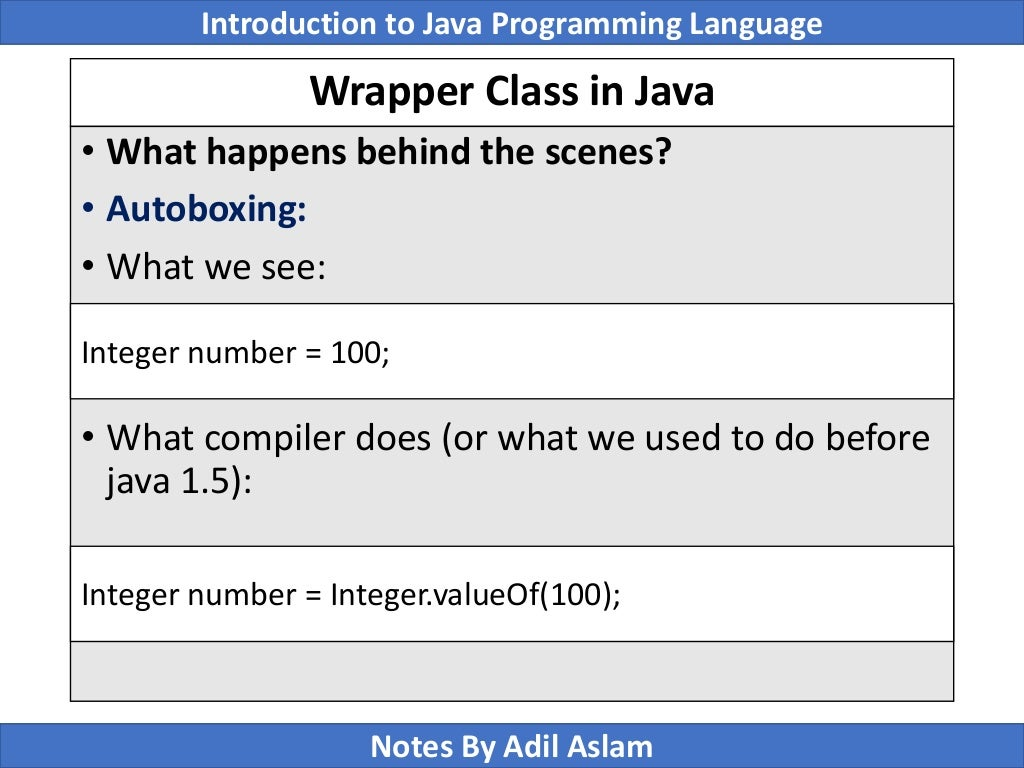 Introduction to Java Programming Language
Wrapper Class in Java
• What happens behind the scenes?
• Autoboxing:
• What we see:
Integer number = 100;
• What compiler does (or what we used to do before
java 1.5):
Integer number = Integer.valueOf(100);
Notes By Adil Aslam